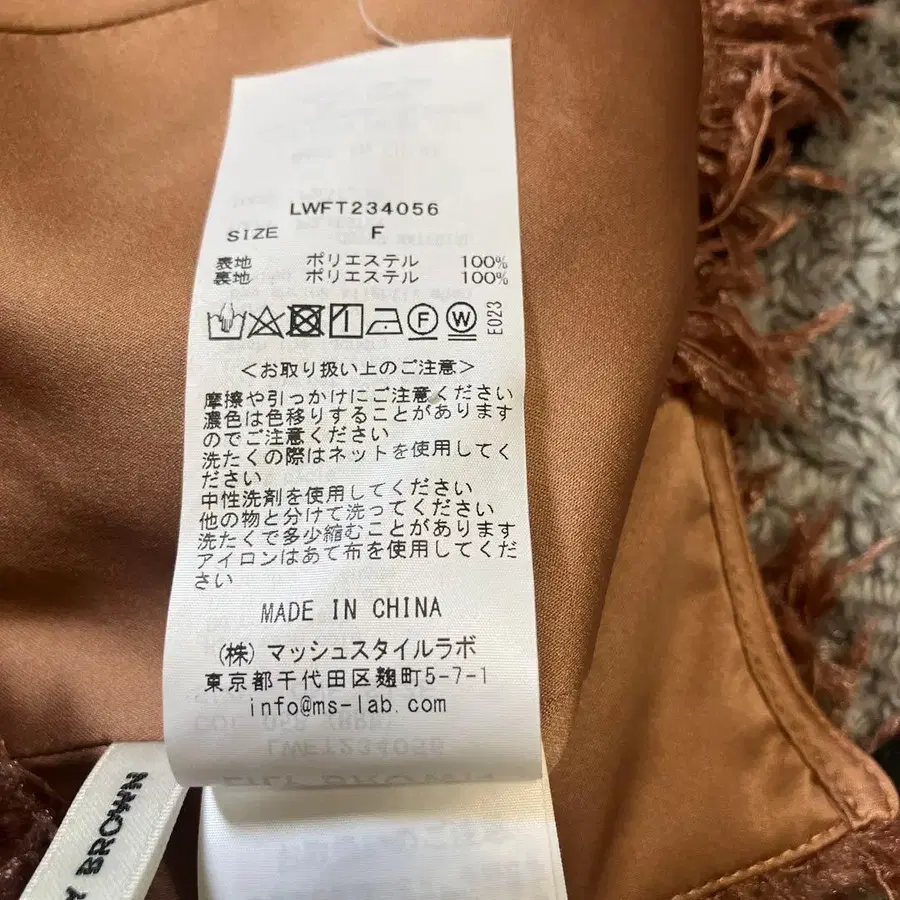 LWFT234056
SIZE F
表地 ポリエステル 100%
裏地 ポリエステル 100%
F W E023
<お取り扱い上のご注意>
摩擦や引っかけにご注意ください
濃色は色移りすることがあります
のでご注意ください
洗たくの際はネットを使用してく
ださい
中性洗剤を使用してください
他の物と分けて洗ってください
洗たくで多少縮むことがあります
アイロンはあて布を使用してくだ
さい
MADE IN CHINA
(株) マッシュスタイルラボ
東京都千代田区麹町5-7-1
info@ms-lab.com
COL 065 (BRN)
LWFT234056
LILY BROWN
Y BROWN